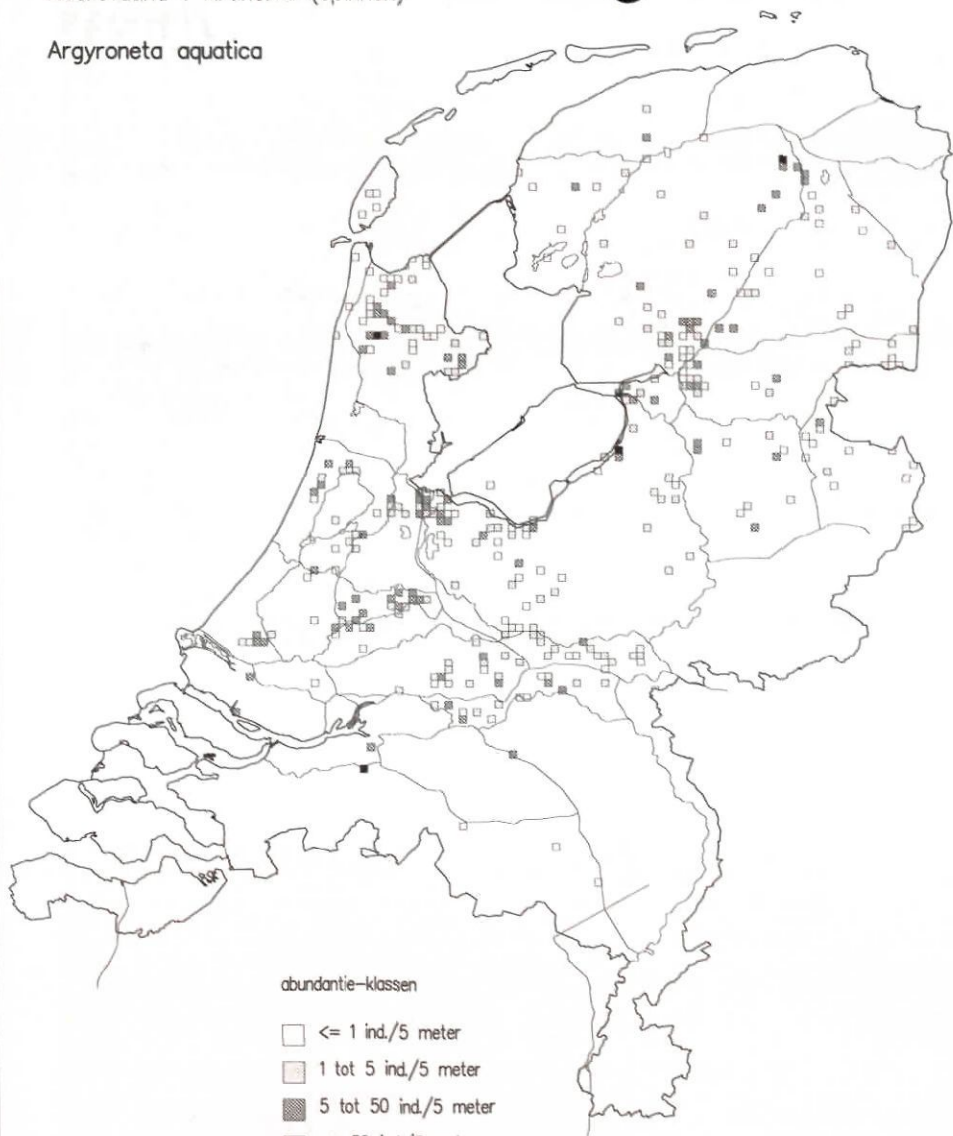 Argyroneta aquatica
abundantie-klassen
<= 1 ind./5 meter
1 tot 5 ind./5 meter
5 tot 50 ind./5 meter